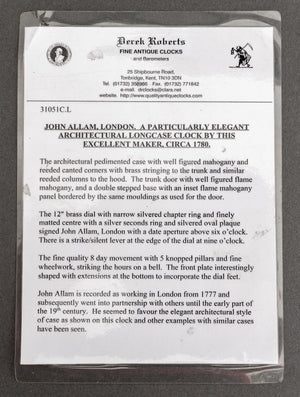 Derek Roberts
FINE ANTIQUE CLOCKS
and Barometers
25 Shipbourne Road,
Tonbridge, Kent, TN10 3DN
Tel. (01732) 358986 Fax (01732) 771842
e-mail. drclocks@clara.net
http://www.qualityantiqueclocks.com
31051C.L
JOHN ALLAM, LONDON. A PARTICULARLY ELEGANT
ARCHITECTURAL LONGCASE CLOCK BY THIS
EXCELLENT MAKER, CIRCA 1780.
The architectural pedimented case with well figured mahogany and
reeded canted corners with brass stringing to the trunk and similar
reeded columns to the hood. The trunk door with well figured flame
mahogany, and a double stepped base with an inset flame mahogany
panel bordered by the same mouldings as used for the door.
The 12" brass dial with narrow silvered chapter ring and finely
matted centre with a silver seconds ring and silvered oval plaque
signed John Allam, London with a date aperture above six o'clock.
There is a strike/silent lever at the edge of the dial at nine o'clock.
The fine quality 8 day movement with 5 knopped pillars and fine
wheelwork, striking the hours on a bell. The front plate interestingly
shaped with extensions at the bottom to incorporate the dial feet.
John Allam is recorded as working in London from 1777 and
subsequently went into partnership with others until the early part of
the 19th century. He seemed to favour the elegant architectural style
of case as shown on this clock and other examples with similar cases
have been seen.